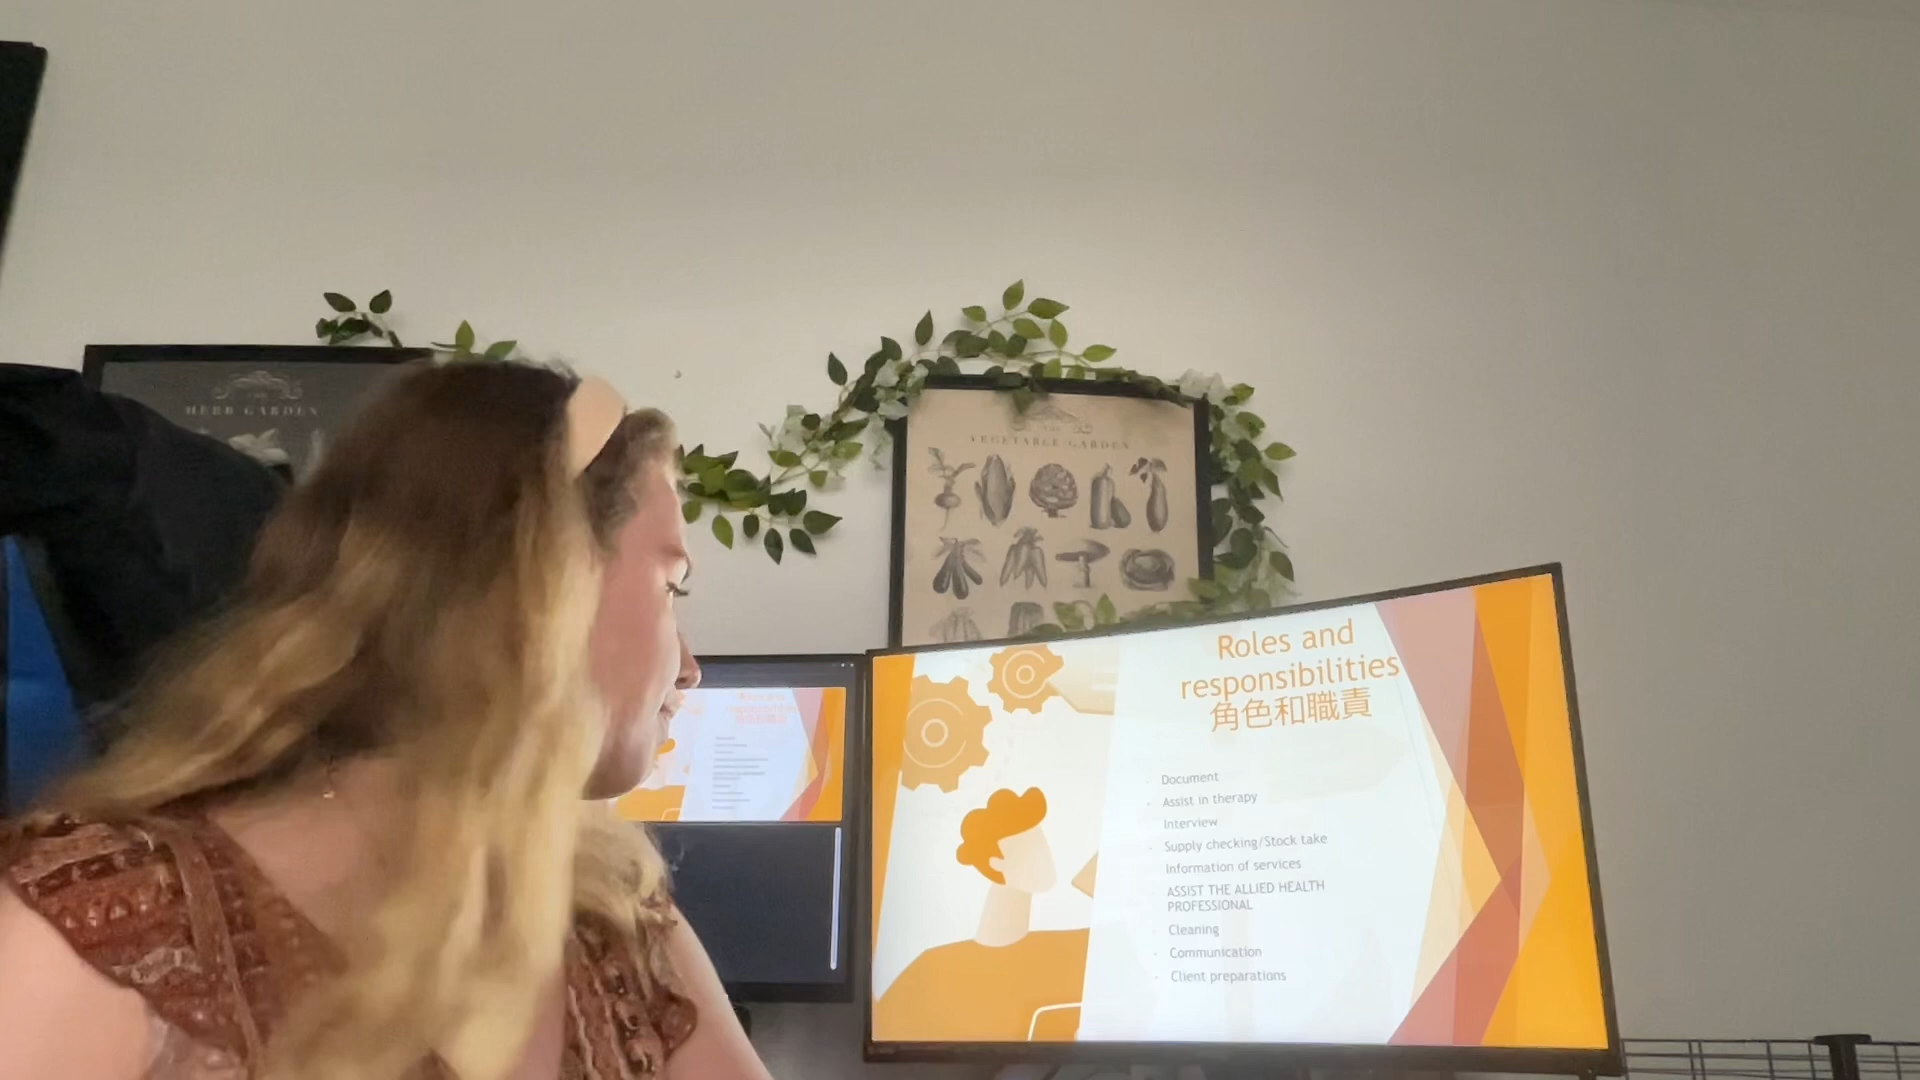 HERB GARDEN
VEGETABLE GARDEN
Roles and
responsibilities
角色和職責
Document
Assist in therapy
Interview
Supply checking/Stock take
Information of services
ASSIST THE ALLIED HEALTH
PROFESSIONAL
Cleaning
Communication
Client preparations